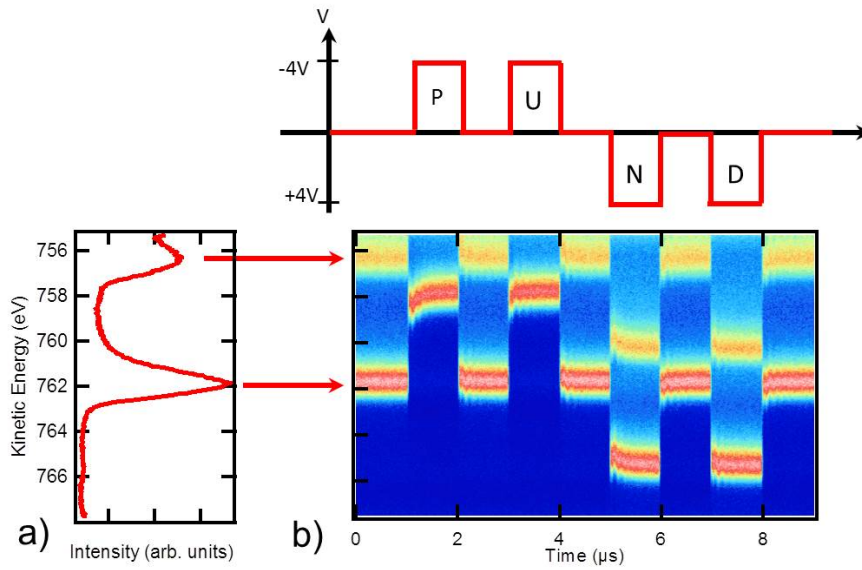 V
-4V
P
U
N
D
+4V
756
758
760
762
764
766
Kinetic Energy (eV)
a)
Intensity (arb. units)
b)
0
2
4
6
8
Time (µs)